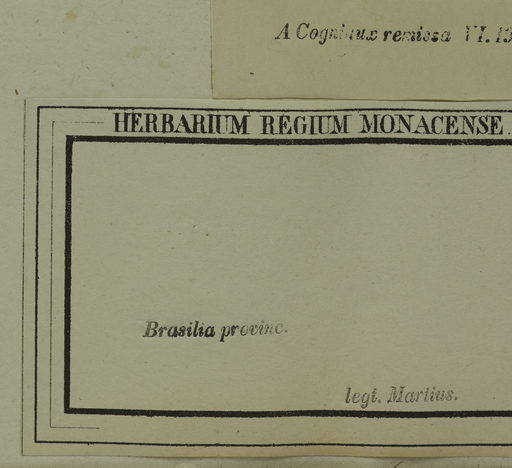 A Cogniaux remissa VI. 13
HERBARIUM REGIUM MONACENSE.
Brasilia provinc.
legt. Martius.